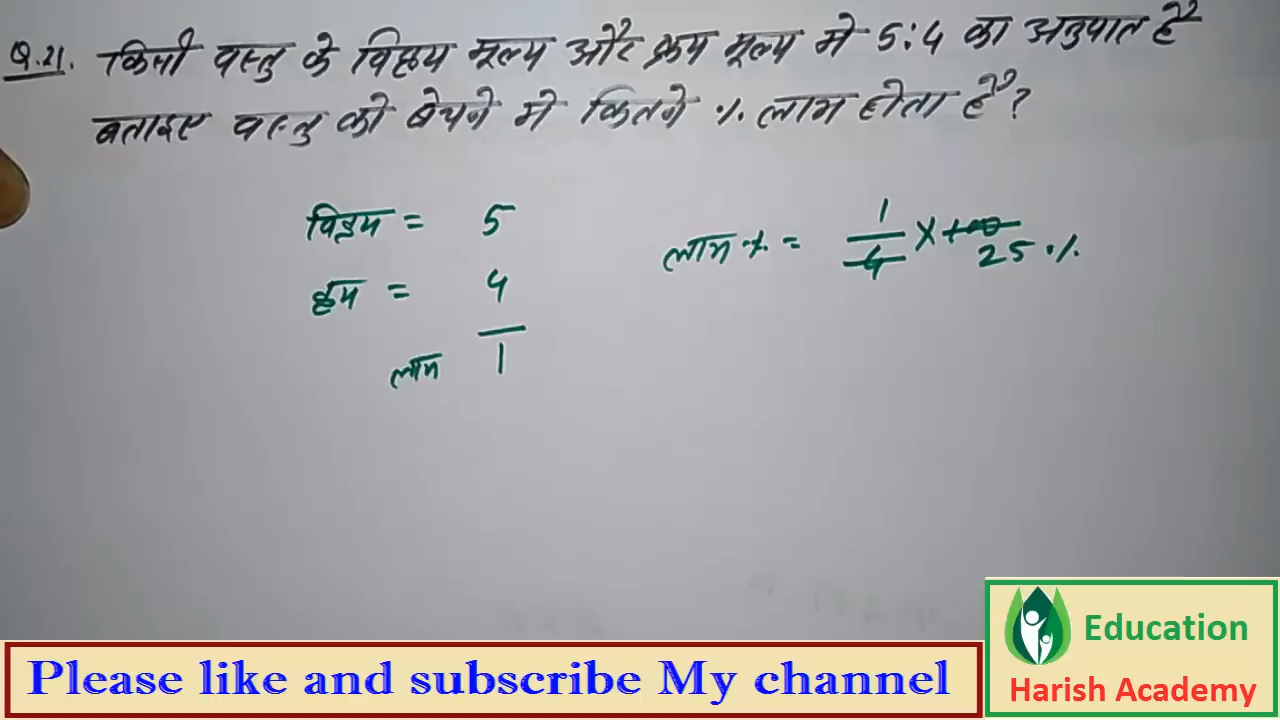 Q.21. किसी वस्तु के विक्रय मूल्य और क्रय मूल्य मे 5:4 का अनुपात है
बताइए वस्तु को बेचने मे कितने % लाभ होता है?
विक्रय = 5
क्रय = 4
लाभ 1
लाभ % = 1/4 × 100
25 %
Education
Harish Academy
Please like and subscribe My channel